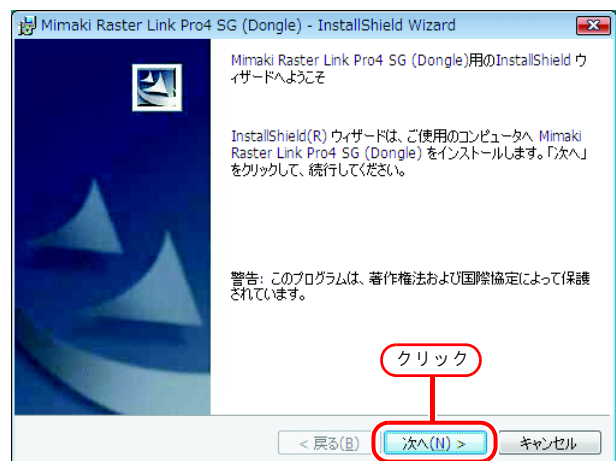 Mimaki Raster Link Pro4 SG (Dongle) - InstallShield Wizard
Mimaki Raster Link Pro4 SG (Dongle)用のInstallShield ウ
ィザードへようこそ
InstallShield(R) ウィザードは、ご使用のコンピュータへ Mimaki
Raster Link Pro4 SG (Dongle) をインストールします。「次へ」
をクリックして、続行してください。
警告: このプログラムは、著作権法および国際協定によって保護
されています。
クリック
< 戻る(B) 次へ(N) > キャンセル